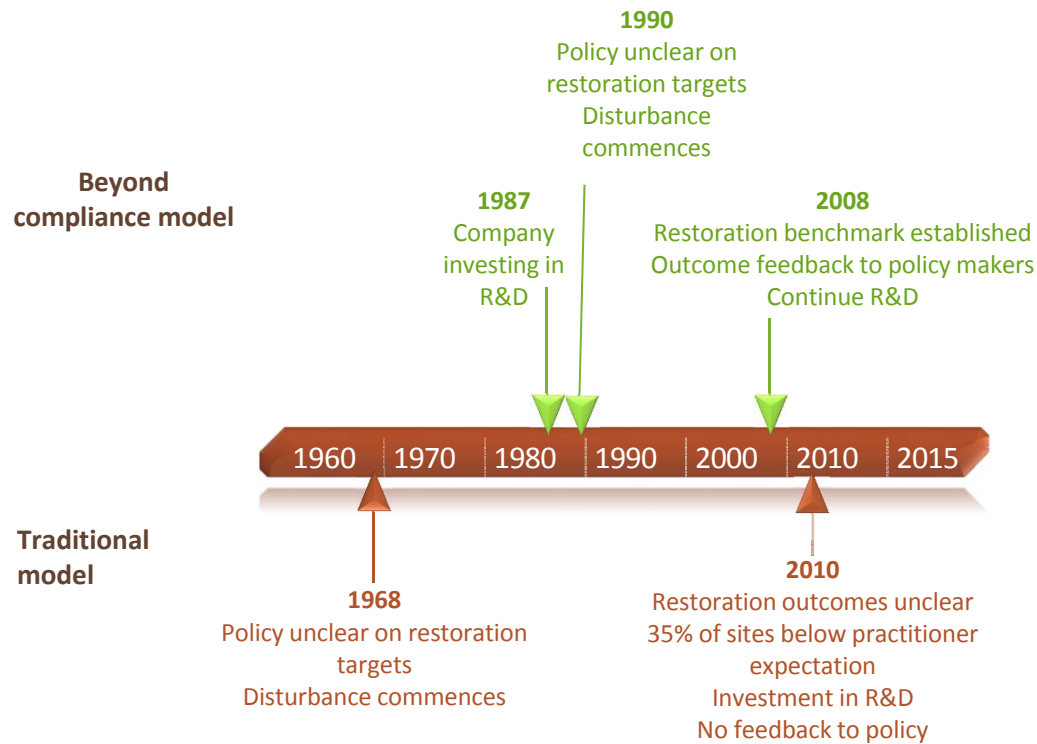 1990
Policy unclear on
restoration targets
Disturbance
commences
Beyond
compliance model
1987
Company
investing in
R&D
2008
Restoration benchmark established
Outcome feedback to policy makers
Continue R&D
1960 1970 1980 1990 2000 2010 2015
Traditional
model
1968
Policy unclear on restoration
targets
Disturbance commences
2010
Restoration outcomes unclear
35% of sites below practitioner
expectation
Investment in R&D
No feedback to policy